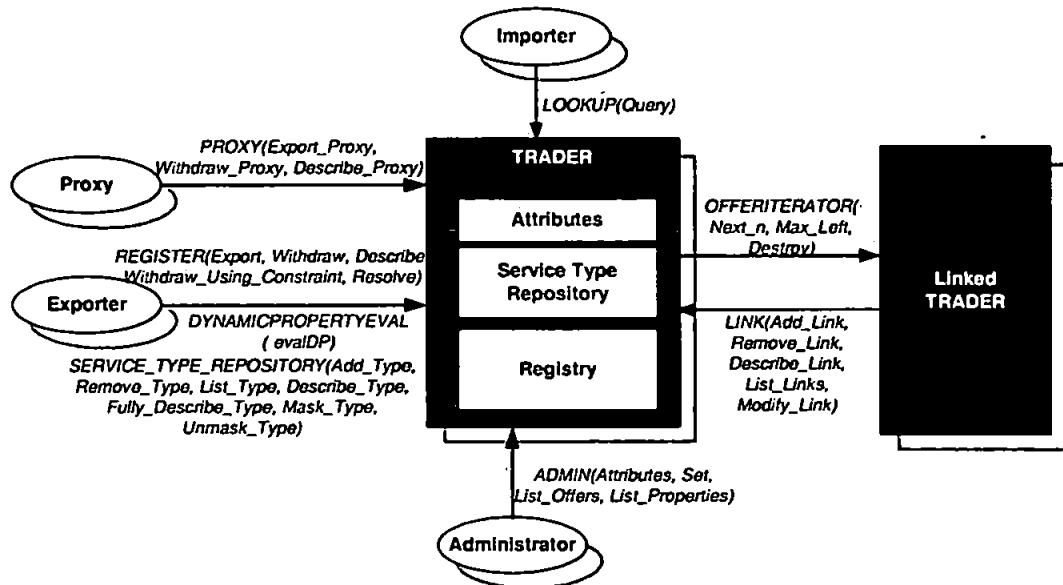 Importer
LOOKUP(Query)
PROXY(Export_Proxy,
Withdraw_Proxy, Describe_Proxy)
Proxy
TRADER
Attributes
Service Type
Repository
Registry
OFFERITERATOR(
Next_n, Max_Left,
Destroy)
Linked
TRADER
REGISTER(Export, Withdraw, Describe
Withdraw_Using_Constraint, Resolve)
Exporter
DYNAMICPROPERTYEVAL
( evalDP)
SERVICE_TYPE_REPOSITORY(Add_Type,
Remove_Type, List_Type, Describe_Type,
Fully_Describe_Type, Mask_Type,
Unmask_Type)
LINK(Add_Link,
Remove_Link,
Describe_Link,
List_Links,
Modify_Link)
ADMIN(Attributes, Set,
List_Offers, List_Properties)
Administrator